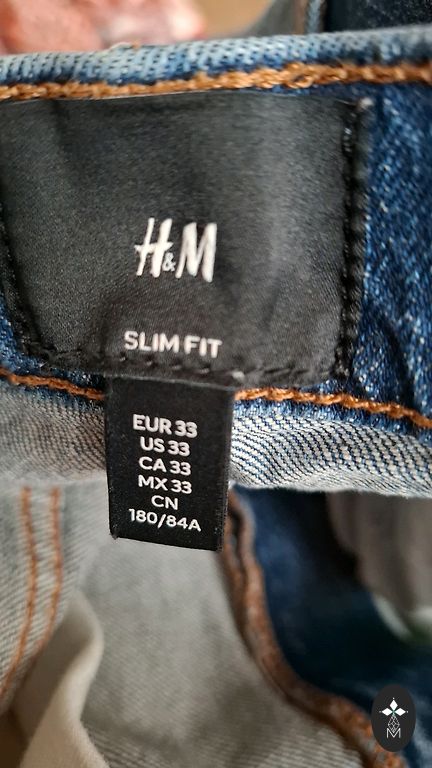 H&M
SLIM FIT
EUR 33
US 33
CA 33
MX 33
CN
180/84A
M